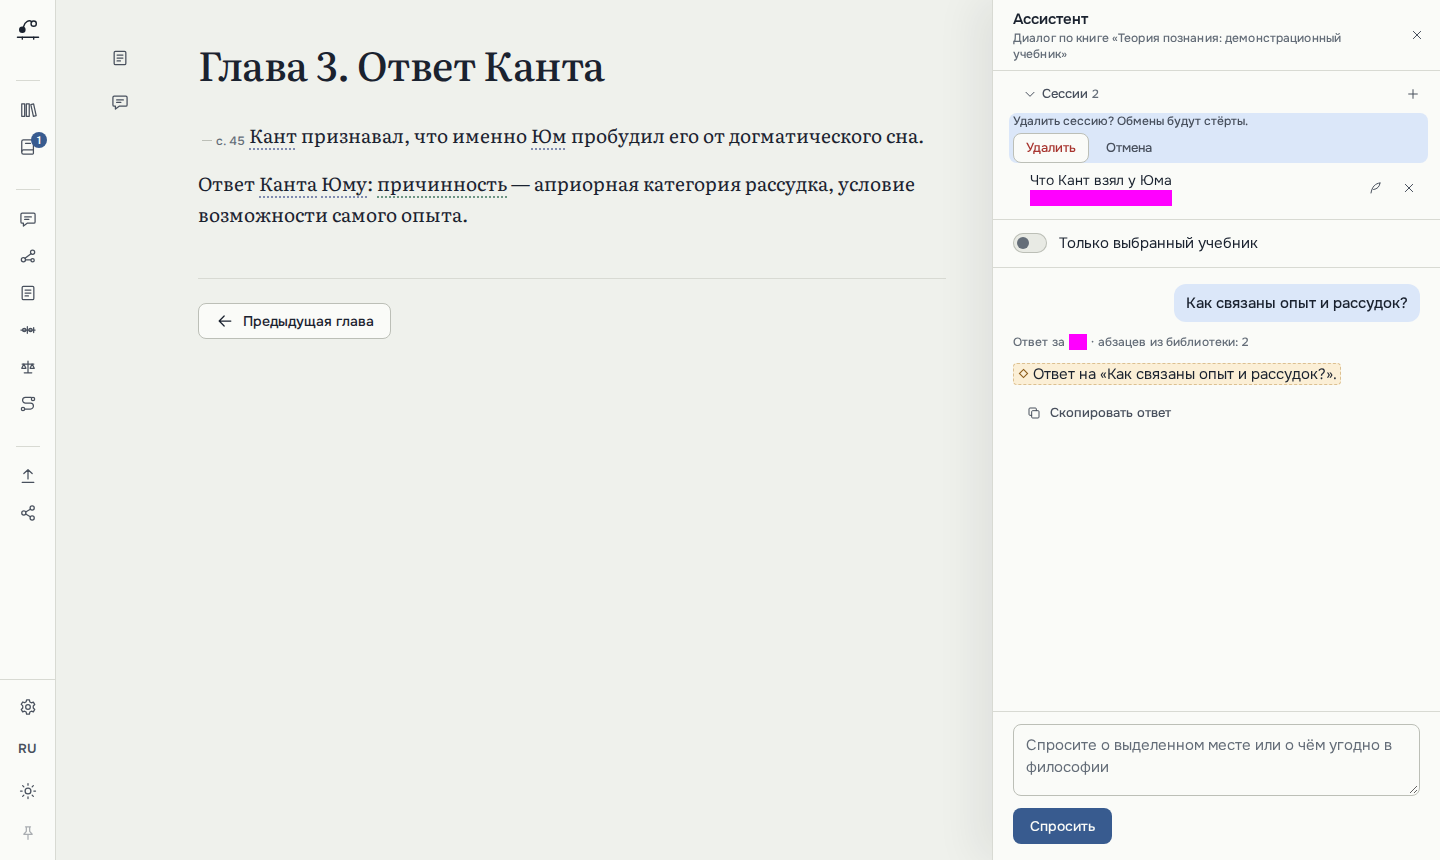 1
RU
Глава 3. Ответ Канта
— с. 45 Кант признавал, что именно Юм пробудил его от догматического сна.
Ответ Канта Юму: причинность — априорная категория рассудка, условие
возможности самого опыта.
Предыдущая глава
Ассистент
Диалог по книге «Теория познания: демонстрационный
учебник»
Сессии 2
Удалить сессию? Обмены будут стёрты.
Удалить Отмена
Что Кант взял у Юма
Только выбранный учебник
Как связаны опыт и рассудок?
Ответ за · абзацев из библиотеки: 2
Ответ на «Как связаны опыт и рассудок?».
Скопировать ответ
Спросите о выделенном месте или о чём угодно в
философии
Спросить